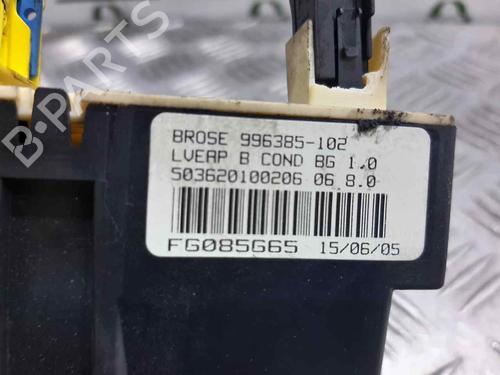 B-PARTS
BROSE 996385-102
LVEAP B COND BG 1.0
503620100206 06.8.0
FG085G65 15/06/05